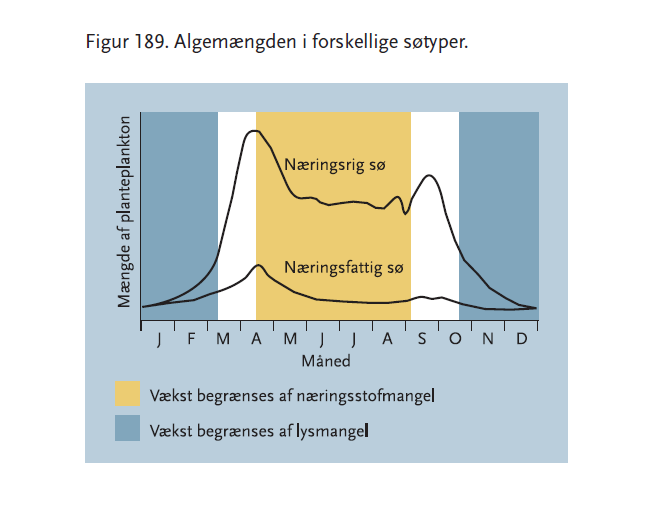 Figur 189. Algemængden i forskellige søtyper.
Mængde af planteplankton
Næringsrig sø
Næringsfattig sø
J F M A M J J A S O N D
Måned
Vækst begrænses af næringsstofmangel
Vækst begrænses af lysmangel